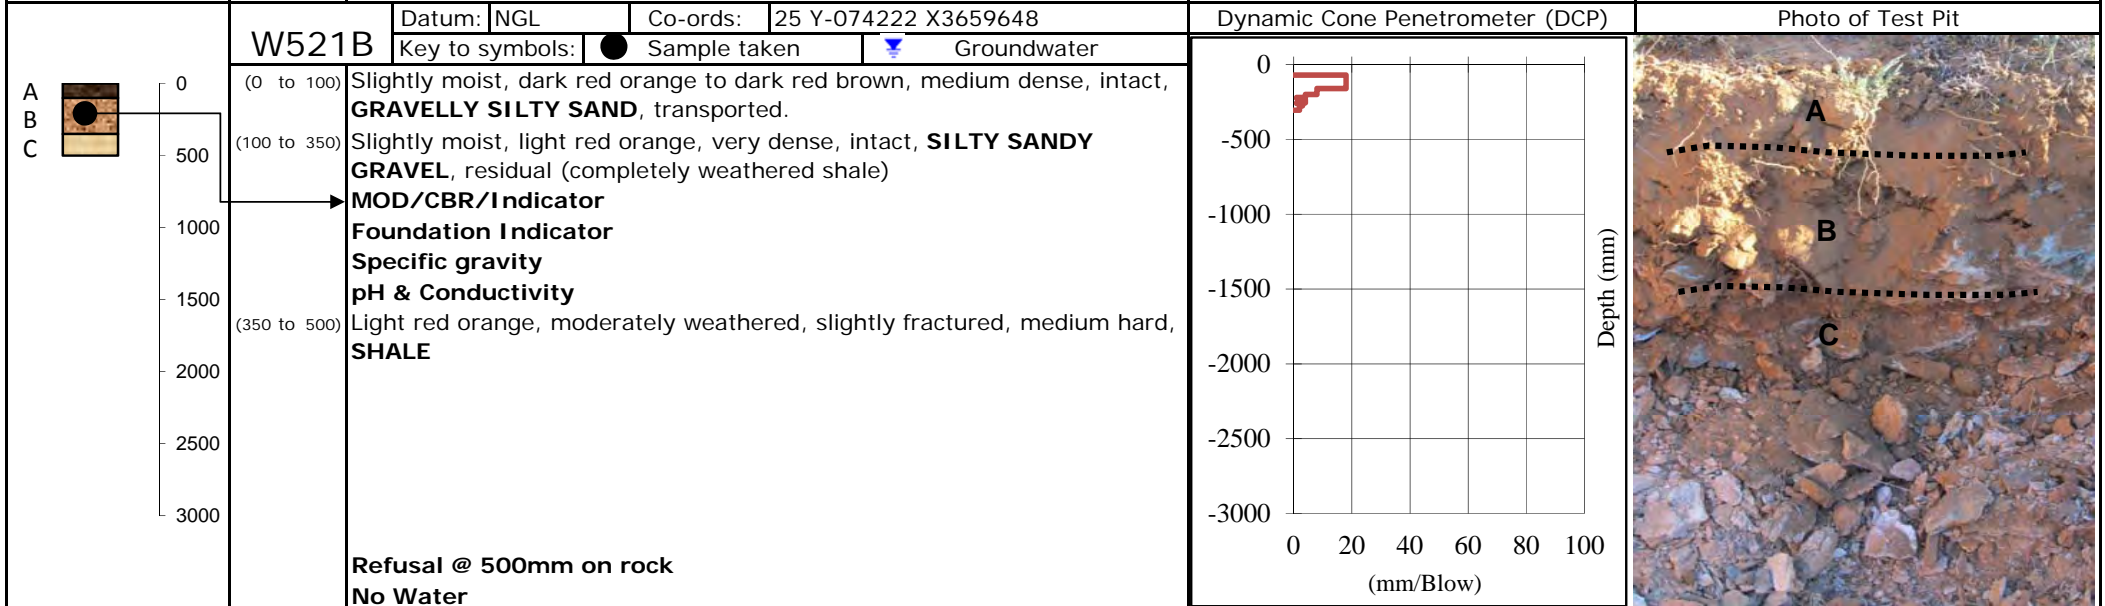 W521B
Datum: NGL Co-ords: 25 Y-074222 X3659648
Key to symbols: Sample taken Groundwater
A
B
C
0
500
1000
1500
2000
2500
3000
(0 to 100) Slightly moist, dark red orange to dark red brown, medium dense, intact,
GRAVELLY SILTY SAND, transported.
(100 to 350) Slightly moist, light red orange, very dense, intact, SILTY SANDY
GRAVEL, residual (completely weathered shale)
MOD/CBR/Indicator
Foundation Indicator
Specific gravity
pH & Conductivity
(350 to 500) Light red orange, moderately weathered, slightly fractured, medium hard,
SHALE
Refusal @ 500mm on rock
No Water
Dynamic Cone Penetrometer (DCP)
0
-500
-1000
-1500
-2000
-2500
-3000
0 20 40 60 80 100
(mm/Blow)
Depth (mm)
Photo of Test Pit
A
B
C